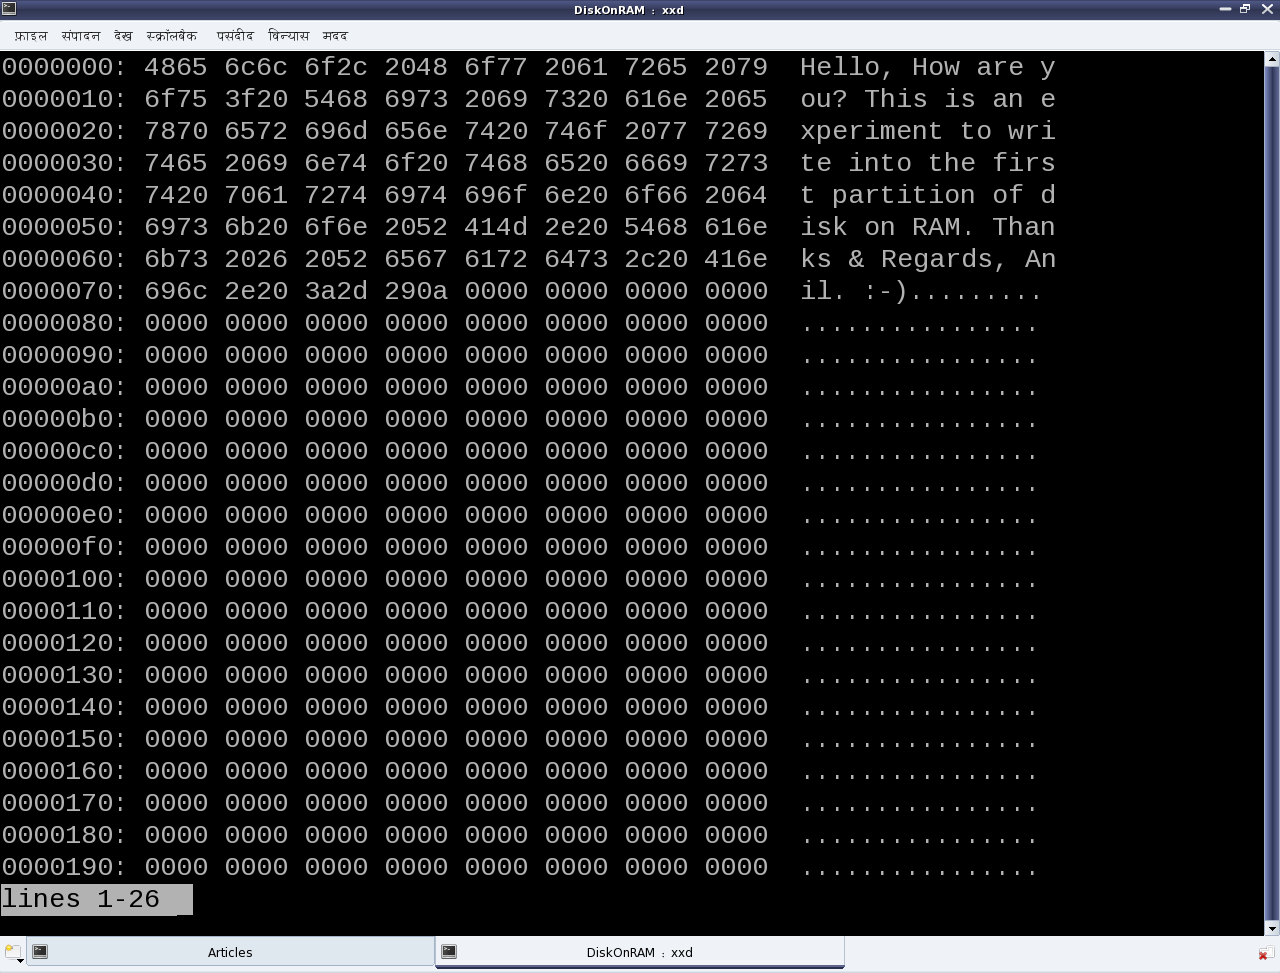 DiskOnRAM : xxd
फ़ाइल संपादन देख स्क्रॉलबैक पसंदीद विन्यास मदद
0000000: 4865 6c6c 6f2c 2048 6f77 2061 7265 2079  Hello, How are y
0000010: 6f75 3f20 5468 6973 2069 7320 616e 2065  ou? This is an e
0000020: 7870 6572 696d 656e 7420 746f 2077 7269  xperiment to wri
0000030: 7465 2069 6e74 6f20 7468 6520 6669 7273  te into the firs
0000040: 7420 7061 7274 6974 696f 6e20 6f66 2064  t partition of d
0000050: 6973 6b20 6f6e 2052 414d 2e20 5468 616e  isk on RAM. Than
0000060: 6b73 2026 2052 6567 6172 6473 2c20 416e  ks & Regards, An
0000070: 696c 2e20 3a2d 290a 0000 0000 0000 0000  il. :-).........
0000080: 0000 0000 0000 0000 0000 0000 0000 0000  ................
0000090: 0000 0000 0000 0000 0000 0000 0000 0000  ................
00000a0: 0000 0000 0000 0000 0000 0000 0000 0000  ................
00000b0: 0000 0000 0000 0000 0000 0000 0000 0000  ................
00000c0: 0000 0000 0000 0000 0000 0000 0000 0000  ................
00000d0: 0000 0000 0000 0000 0000 0000 0000 0000  ................
00000e0: 0000 0000 0000 0000 0000 0000 0000 0000  ................
00000f0: 0000 0000 0000 0000 0000 0000 0000 0000  ................
0000100: 0000 0000 0000 0000 0000 0000 0000 0000  ................
0000110: 0000 0000 0000 0000 0000 0000 0000 0000  ................
0000120: 0000 0000 0000 0000 0000 0000 0000 0000  ................
0000130: 0000 0000 0000 0000 0000 0000 0000 0000  ................
0000140: 0000 0000 0000 0000 0000 0000 0000 0000  ................
0000150: 0000 0000 0000 0000 0000 0000 0000 0000  ................
0000160: 0000 0000 0000 0000 0000 0000 0000 0000  ................
0000170: 0000 0000 0000 0000 0000 0000 0000 0000  ................
0000180: 0000 0000 0000 0000 0000 0000 0000 0000  ................
0000190: 0000 0000 0000 0000 0000 0000 0000 0000  ................
lines 1-26
Articles DiskOnRAM : xxd